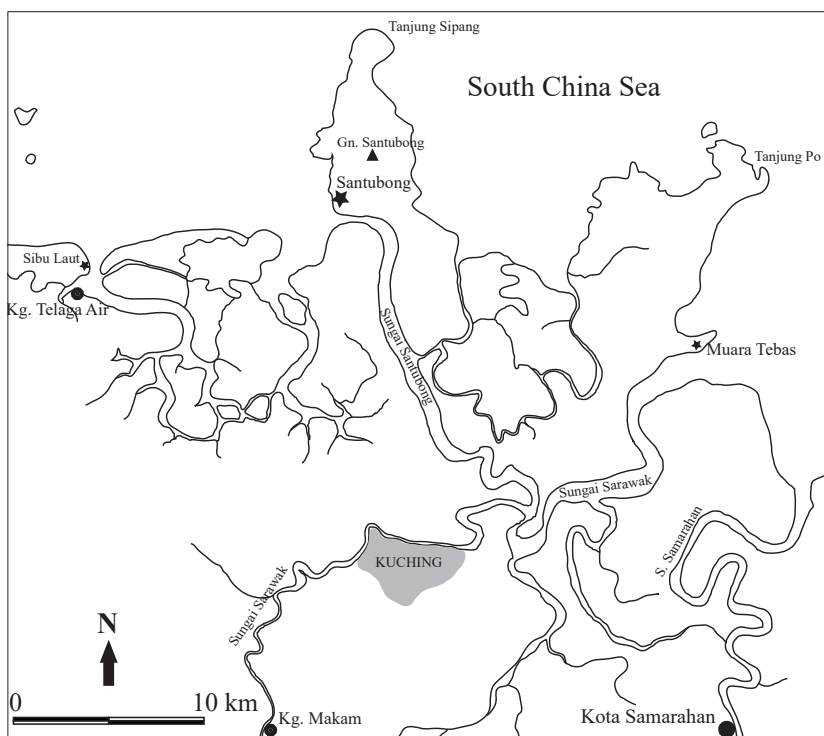 Tanjung Sipang
South China Sea
Gn. Santubong
Tanjung Po
Santubong
Sibu Laut
Kg. Telaga Air
Sungai Santubong
Muara Tebas
Sungai Sarawak
S. Samarahan
KUCHING
Sungai Sarawak
N
0 10 km
Kg. Makam
Kota Samarahan